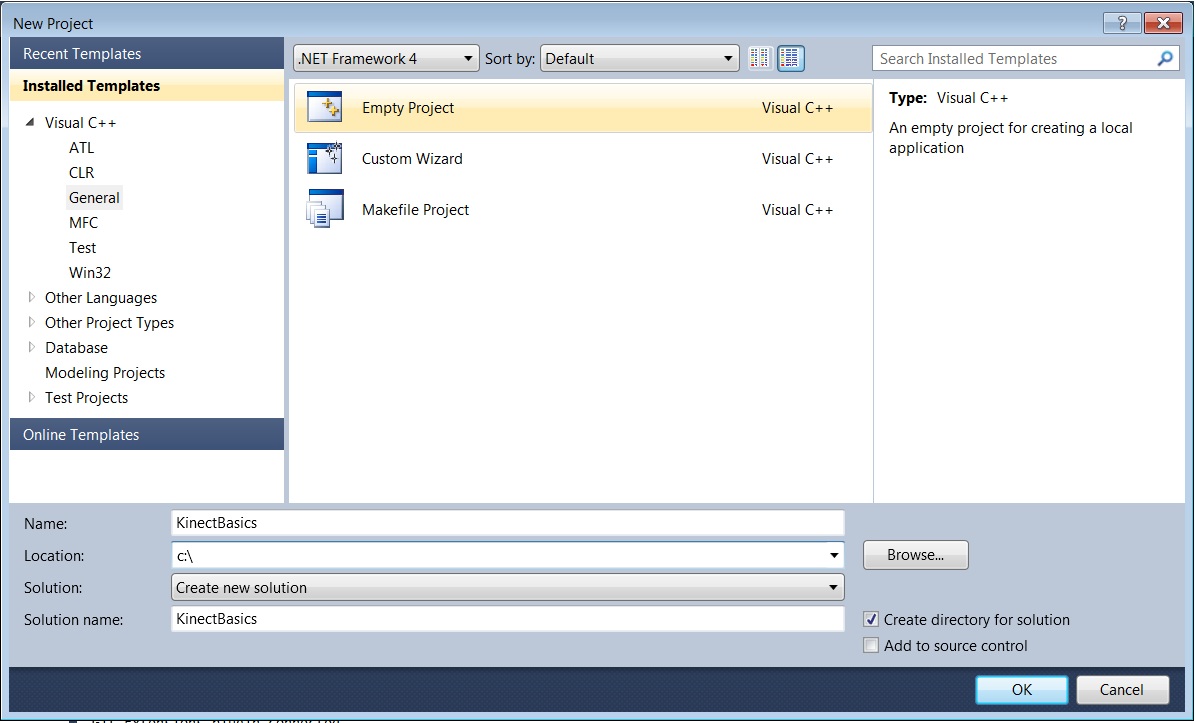 New Project
?
Recent Templates
.NET Framework 4 Sort by: Default
Search Installed Templates
Installed Templates
Visual C++
ATL
CLR
General
MFC
Test
Win32
Other Languages
Other Project Types
Database
Modeling Projects
Test Projects
Online Templates
Empty Project Visual C++
Custom Wizard Visual C++
Makefile Project Visual C++
Type: Visual C++
An empty project for creating a local
application
Name: KinectBasics
Location: c:\
Browse...
Solution: Create new solution
Solution name: KinectBasics
Create directory for solution
Add to source control
OK Cancel